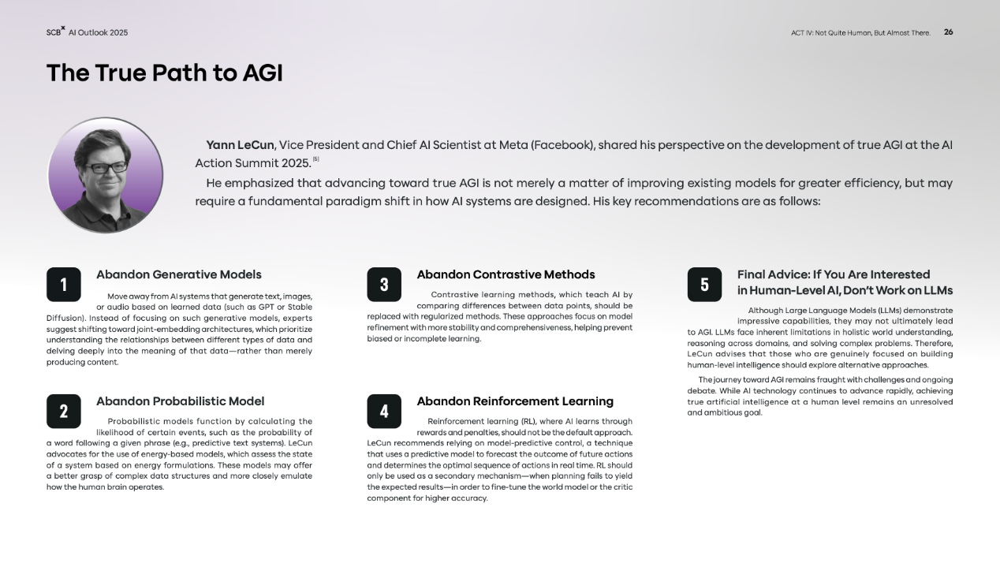 SCBX AI Outlook 2025
ACT IV: Not Quite Human, But Almost There. 26
The True Path to AGI
Yann LeCun, Vice President and Chief AI Scientist at Meta (Facebook), shared his perspective on the development of true AGI at the AI
Action Summit 2025. [5]
He emphasized that advancing toward true AGI is not merely a matter of improving existing models for greater efficiency, but may
require a fundamental paradigm shift in how AI systems are designed. His key recommendations are as follows:
1
Abandon Generative Models
Move away from AI systems that generate text, images,
or audio based on learned data (such as GPT or Stable
Diffusion). Instead of focusing on such generative models, experts
suggest shifting toward joint-embedding architectures, which prioritize
understanding the relationships between different types of data and
delving deeply into the meaning of that data—rather than merely
producing content.
2
Abandon Probabilistic Model
Probabilistic models function by calculating the
likelihood of certain events, such as the probability of
a word following a given phrase (e.g., predictive text systems). LeCun
advocates for the use of energy-based models, which assess the state
of a system based on energy formulations. These models may offer
a better grasp of complex data structures and more closely emulate
how the human brain operates.
3
Abandon Contrastive Methods
Contrastive learning methods, which teach AI by
comparing differences between data points, should be
replaced with regularized methods. These approaches focus on model
refinement with more stability and comprehensiveness, helping prevent
biased or incomplete learning.
4
Abandon Reinforcement Learning
Reinforcement learning (RL), where AI learns through
rewards and penalties, should not be the default approach.
LeCun recommends relying on model-predictive control, a technique
that uses a predictive model to forecast the outcome of future actions
and determines the optimal sequence of actions in real time. RL should
only be used as a secondary mechanism—when planning fails to yield
the expected results—in order to fine-tune the world model or the critic
component for higher accuracy.
5
Final Advice: If You Are Interested
in Human-Level AI, Don't Work on LLMs
Although Large Language Models (LLMs) demonstrate
impressive capabilities, they may not ultimately lead
to AGI. LLMs face inherent limitations in holistic world understanding,
reasoning across domains, and solving complex problems. Therefore,
LeCun advises that those who are genuinely focused on building
human-level intelligence should explore alternative approaches.
The journey toward AGI remains fraught with challenges and ongoing
debate. While AI technology continues to advance rapidly, achieving
true artificial intelligence at a human level remains an unresolved
and ambitious goal.